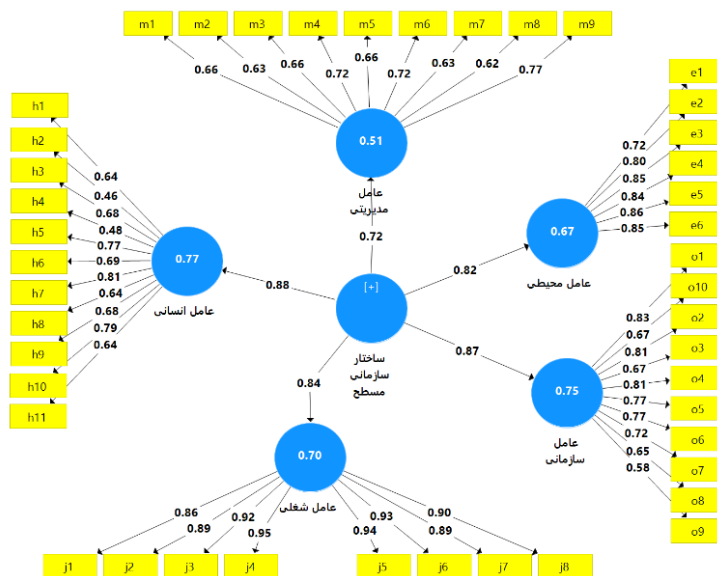 m1 m2 m3 m4 m5 m6 m7 m8 m9
0.66 0.63 0.66 0.72 0.66 0.72 0.63 0.62 0.77
0.51
عامل
مدیریتی
0.72
h1
h2
h3
h4
h5
h6
h7
h8
h9
h10
h11
0.64
0.46
0.68
0.48
0.77
0.69
0.81
0.64
0.68
0.79
0.64
0.77
عامل انسانی
0.88
[+]
ساختار
سازمانی
مسطح
0.82
0.67
عامل محیطی
0.72
0.80
0.85
0.84
0.86
0.85
e1
e2
e3
e4
e5
e6
0.87
0.75
عامل
سازمانی
0.83
0.67
0.81
0.67
0.81
0.77
0.77
0.72
0.65
0.58
o1
o10
o2
o3
o4
o5
o6
o7
o8
o9
0.84
0.70
عامل شغلی
0.86 0.89 0.92 0.95 0.94 0.93 0.89 0.90
j1 j2 j3 j4 j5 j6 j7 j8